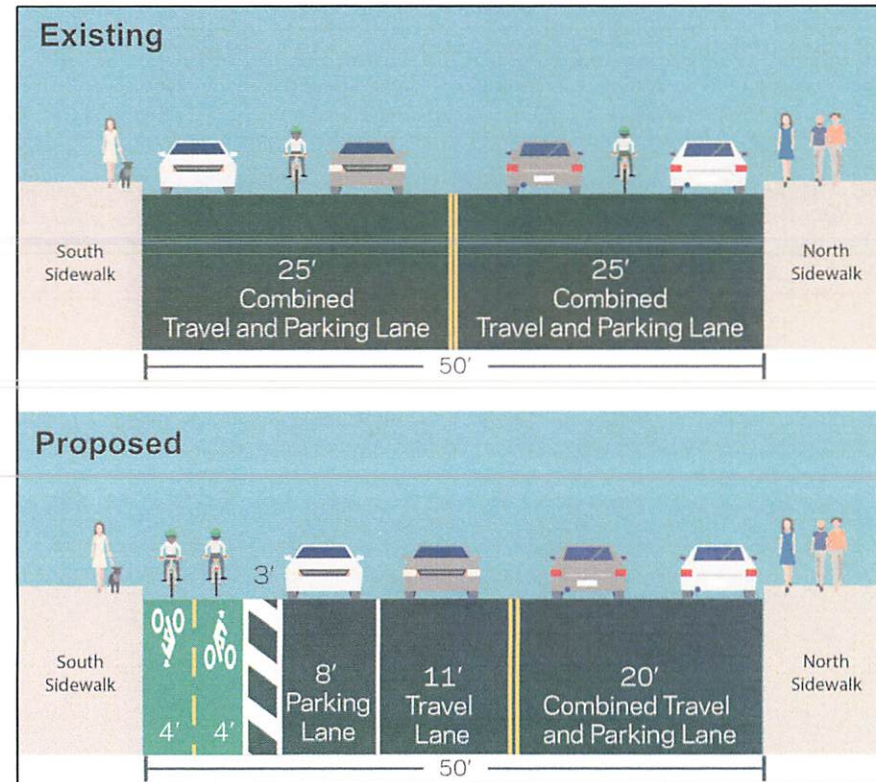 Existing
South
Sidewalk
25'
Combined
Travel and Parking Lane
25'
Combined
Travel and Parking Lane
North
Sidewalk
50'
Proposed
3'
South
Sidewalk
4'
4'
8'
Parking
Lane
11'
Travel
Lane
20'
Combined Travel
and Parking Lane
North
Sidewalk
50'